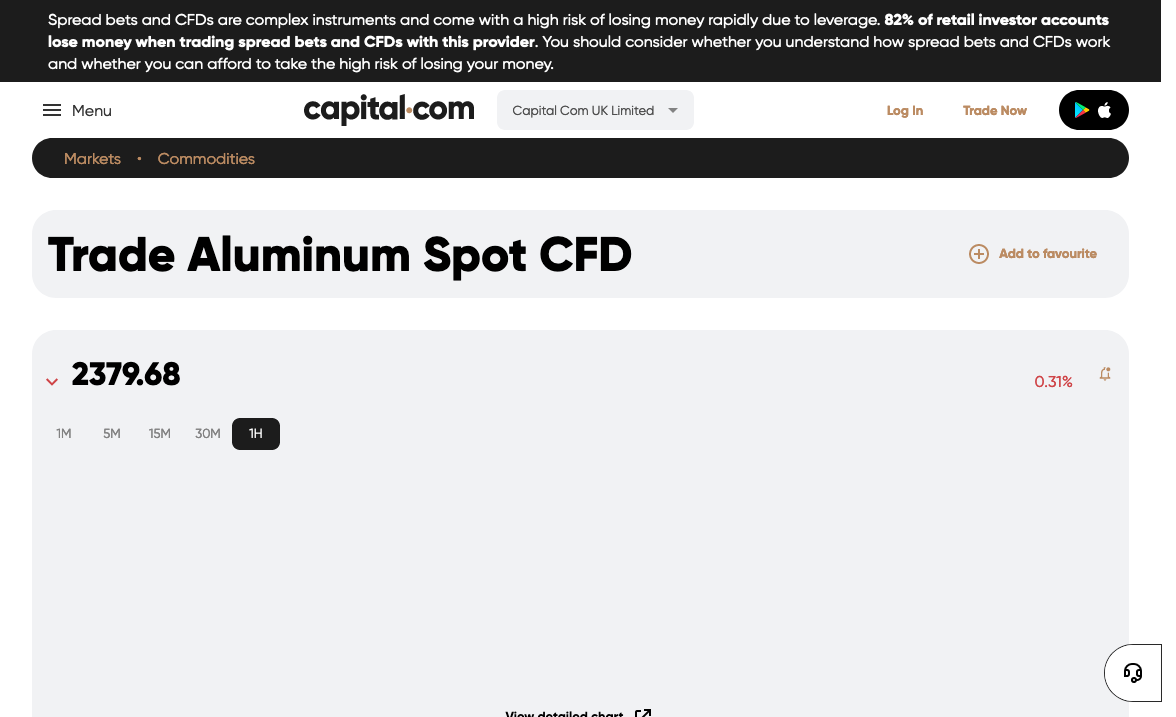 Spread bets and CFDs are complex instruments and come with a high risk of losing money rapidly due to leverage. 82% of retail investor accounts
lose money when trading spread bets and CFDs with this provider. You should consider whether you understand how spread bets and CFDs work
and whether you can afford to take the high risk of losing your money.
Menu
capital.com
Capital Com UK Limited
Log In
Trade Now
Markets • Commodities
Trade Aluminum Spot CFD
Add to favourite
2379.68
0.31%
1M 5M 15M 30M 1H
View detailed chart